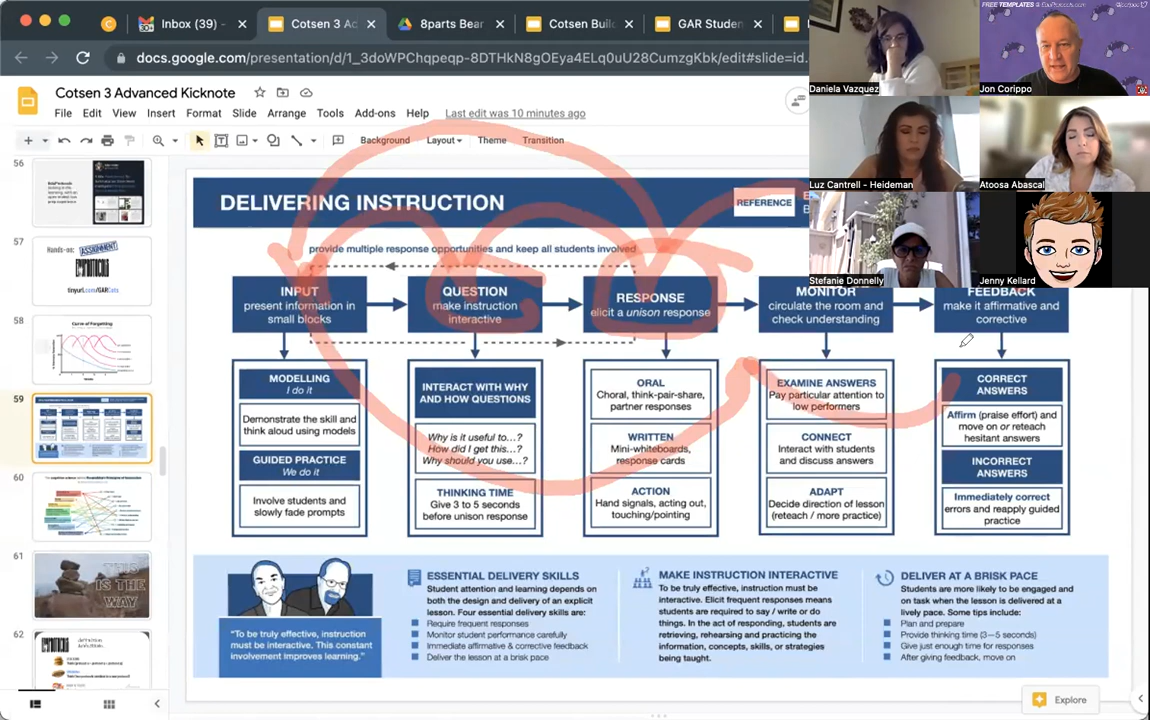 Inbox (39) -
Cotsen 3 Ad
8parts Bear
Cotsen Buil
GAR Studen
docs.google.com/presentation/d/1_3doWPChqpeqp-8DTHkN8gOEya4ELq0uU28CumzgKbk/edit#slide=id.
FREE TEMPLATES
Daniela Vazquez
Jon Corippo
Luz Cantrell - Heideman
Atoosa Abascal
Stefanie Donnelly
Jenny Kellard
Cotsen 3 Advanced Kicknote
File Edit View Insert Format Slide Arrange Tools Add-ons Help Last edit was 10 minutes ago
Background Layout Theme Transition
56
57
Hands-on: ASSIGNMENT
tinyurl.com/GARCots
58
Curve of Forgetting
59
60
61
THIS
IS THE
WAY
62
DELIVERING INSTRUCTION
REFERENCE
provide multiple response opportunities and keep all students involved
INPUT
present information in
small blocks
QUESTION
make instruction
interactive
RESPONSE
elicit a unison response
MONITOR
circulate the room and
check understanding
FEEDBACK
make it affirmative and
corrective
MODELLING
I do it
Demonstrate the skill and
think aloud using models
GUIDED PRACTICE
We do it
Involve students and
slowly fade prompts
INTERACT WITH WHY
AND HOW QUESTIONS
Why is it useful to...?
How did I get this...?
Why should you use...?
THINKING TIME
Give 3 to 5 seconds
before unison response
ORAL
Choral, think-pair-share,
partner responses
WRITTEN
Mini-whiteboards,
response cards
ACTION
Hand signals, acting out,
touching/pointing
EXAMINE ANSWERS
Pay particular attention to
low performers
CONNECT
Interact with students
and discuss answers
ADAPT
Decide direction of lesson
(reteach / more practice)
CORRECT
ANSWERS
Affirm (praise effort) and
move on or reteach
hesitant answers
INCORRECT
ANSWERS
Immediately correct
errors and reapply guided
practice
"To be truly effective, instruction
must be interactive. This constant
involvement improves learning."
ESSENTIAL DELIVERY SKILLS
Student attention and learning depends on
both the design and delivery of an explicit
lesson. Four essential delivery skills are:
Require frequent responses
Monitor student performance carefully
Immediate affirmative & corrective feedback
Deliver the lesson at a brisk pace
MAKE INSTRUCTION INTERACTIVE
To be truly effective, instruction must be
interactive. Elicit frequent responses means
students are required to say / write or do
things. In the act of responding, students are
retrieving, rehearsing and practicing the
information, concepts, skills, or strategies
being taught.
DELIVER AT A BRISK PACE
Students are more likely to be engaged and
on task when the lesson is delivered at a
lively pace. Some tips include:
Plan and prepare
Provide thinking time (3—5 seconds)
Give just enough time for responses
After giving feedback, move on
Explore